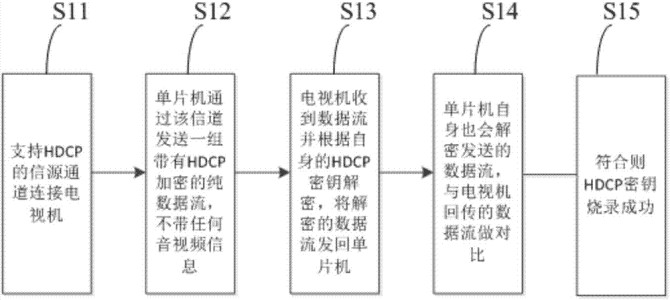 S11
S12
S13
S14
S15
支持HDCP
的信源通
道连接电
视机
单片机通
过该信道
发送一组
带有HDCP
加密的纯
数据流，
不带任何
音视频信
息
电视机收
到数据流
并根据自
身的HDCP
密钥解
密，将解
密的数据
流发回单
片机
单片机自
身也会解
密发送的
数据流，
与电视机
回传的数
据流做对
比
符合则
HDCP密钥
烧录成功